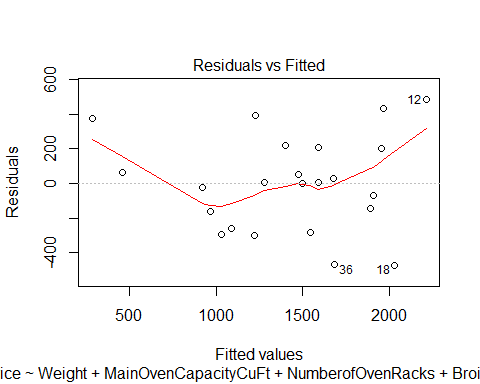 Residuals vs Fitted
Residuals
600
200
0
-400
12
36
18
500
1000
1500
2000
Fitted values
ice ~ Weight + MainOvenCapacityCuFt + NumberofOvenRacks + Broi